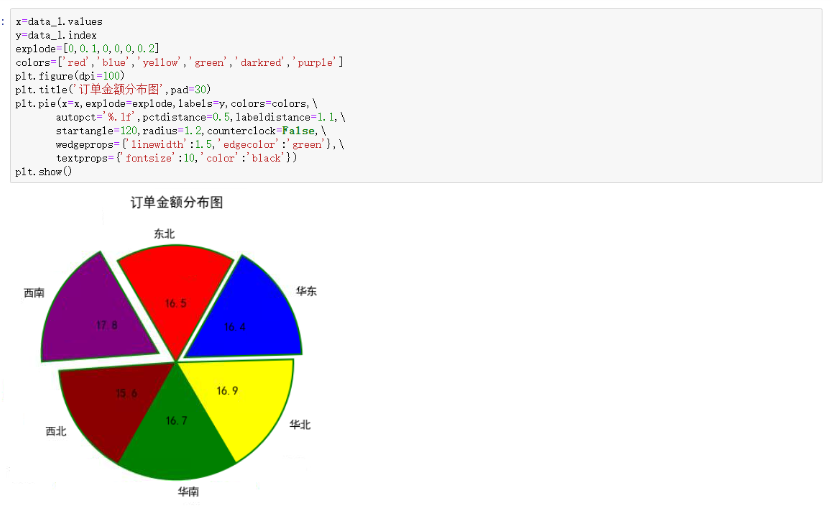 :
x=data_1.values
y=data_1.index
explode=[0,0.1,0,0,0,0.2]
colors=['red','blue','yellow','green','darkred','purple']
plt.figure(dpi=100)
plt.title('订单金额分布图',pad=30)
plt.pie(x=x,explode=explode,labels=y,colors=colors,\
autopct='%.1f',pctdistance=0.5,labeldistance=1.1,\
startangle=120,radius=1.2,counterclock=False,\
wedgeprops={'linewidth':1.5,'edgecolor':'green'},\
textprops={'fontsize':10,'color':'black'})
plt.show()
订单金额分布图
东北
西南
华东
16.5
17.8
16.4
15.6
16.9
16.7
西北
华北
华南